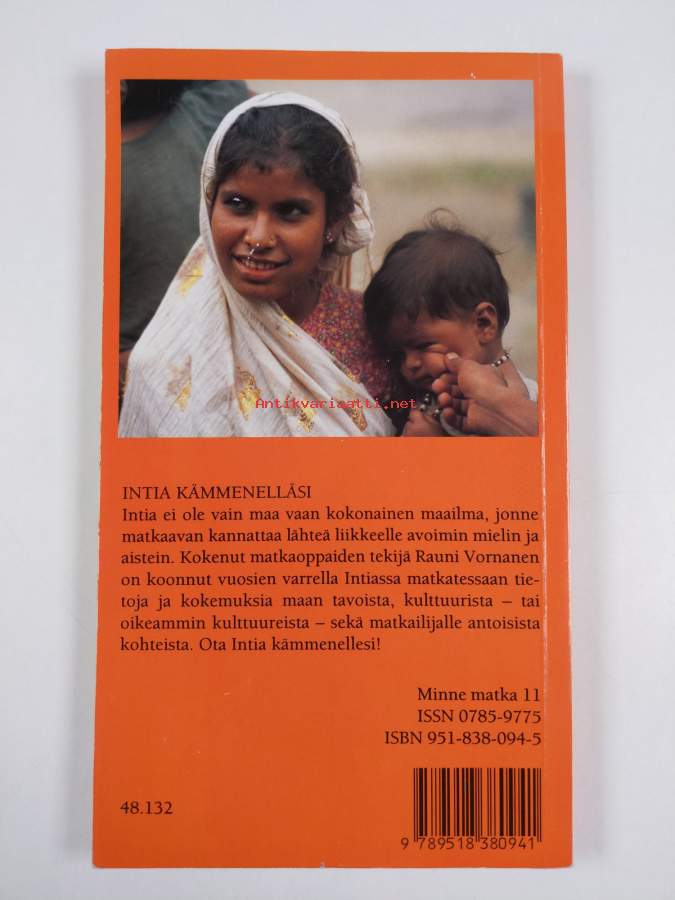 Antikvariaatti.net
INTIA KÄMMENELLÄSI
Intia ei ole vain maa vaan kokonainen maailma, jonne
matkaavan kannattaa lähteä liikkeelle avoimin mielin ja
aistein. Kokenut matkaoppaiden tekijä Rauni Vornanen
on koonnut vuosien varrella Intiassa matkatessaan tie-
toja ja kokemuksia maan tavoista, kulttuurista – tai
oikeammin kulttuureista – sekä matkailijalle antoisista
kohteista. Ota Intia kämmenellesi!
Minne matka 11
ISSN 0785-9775
ISBN 951-838-094-5
48.132
9 789518 380941